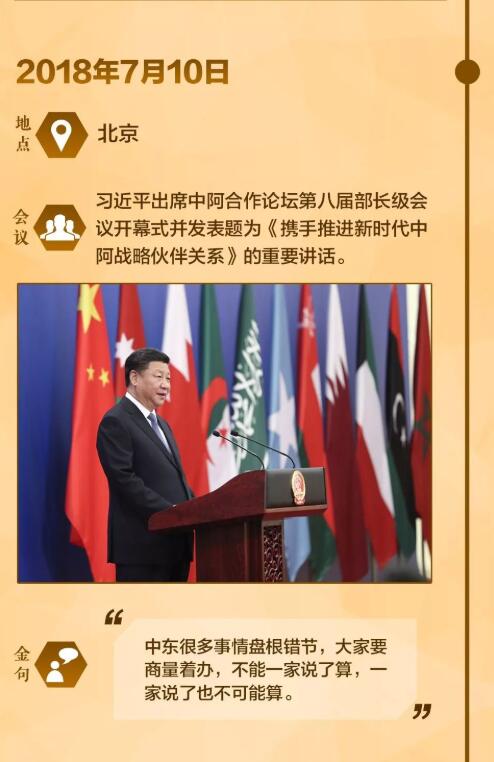 2018年7月10日
地点
北京
会议
习近平出席中阿合作论坛第八届部长级会
议开幕式并发表题为《携手推进新时代中
阿战略伙伴关系》的重要讲话。
金句
“
中东很多事情盘根错节，大家要
商量着办，不能一家说了算，一
家说了也不可能算。
”